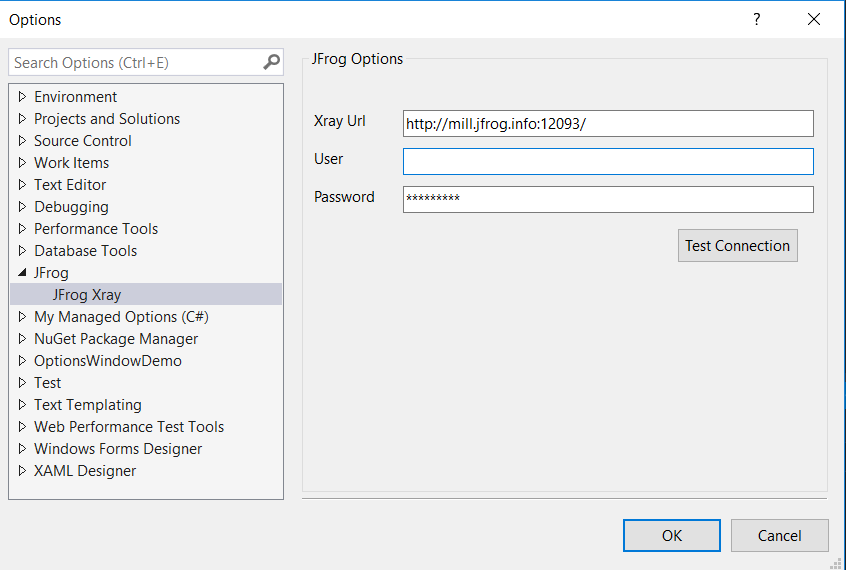 Options
?
Search Options (Ctrl+E)
Environment
Projects and Solutions
Source Control
Work Items
Text Editor
Debugging
Performance Tools
Database Tools
JFrog
JFrog Xray
My Managed Options (C#)
NuGet Package Manager
OptionsWindowDemo
Test
Text Templating
Web Performance Test Tools
Windows Forms Designer
XAML Designer
JFrog Options
Xray Url http://mill.jfrog.info:12093/
User
Password *********
Test Connection
OK Cancel